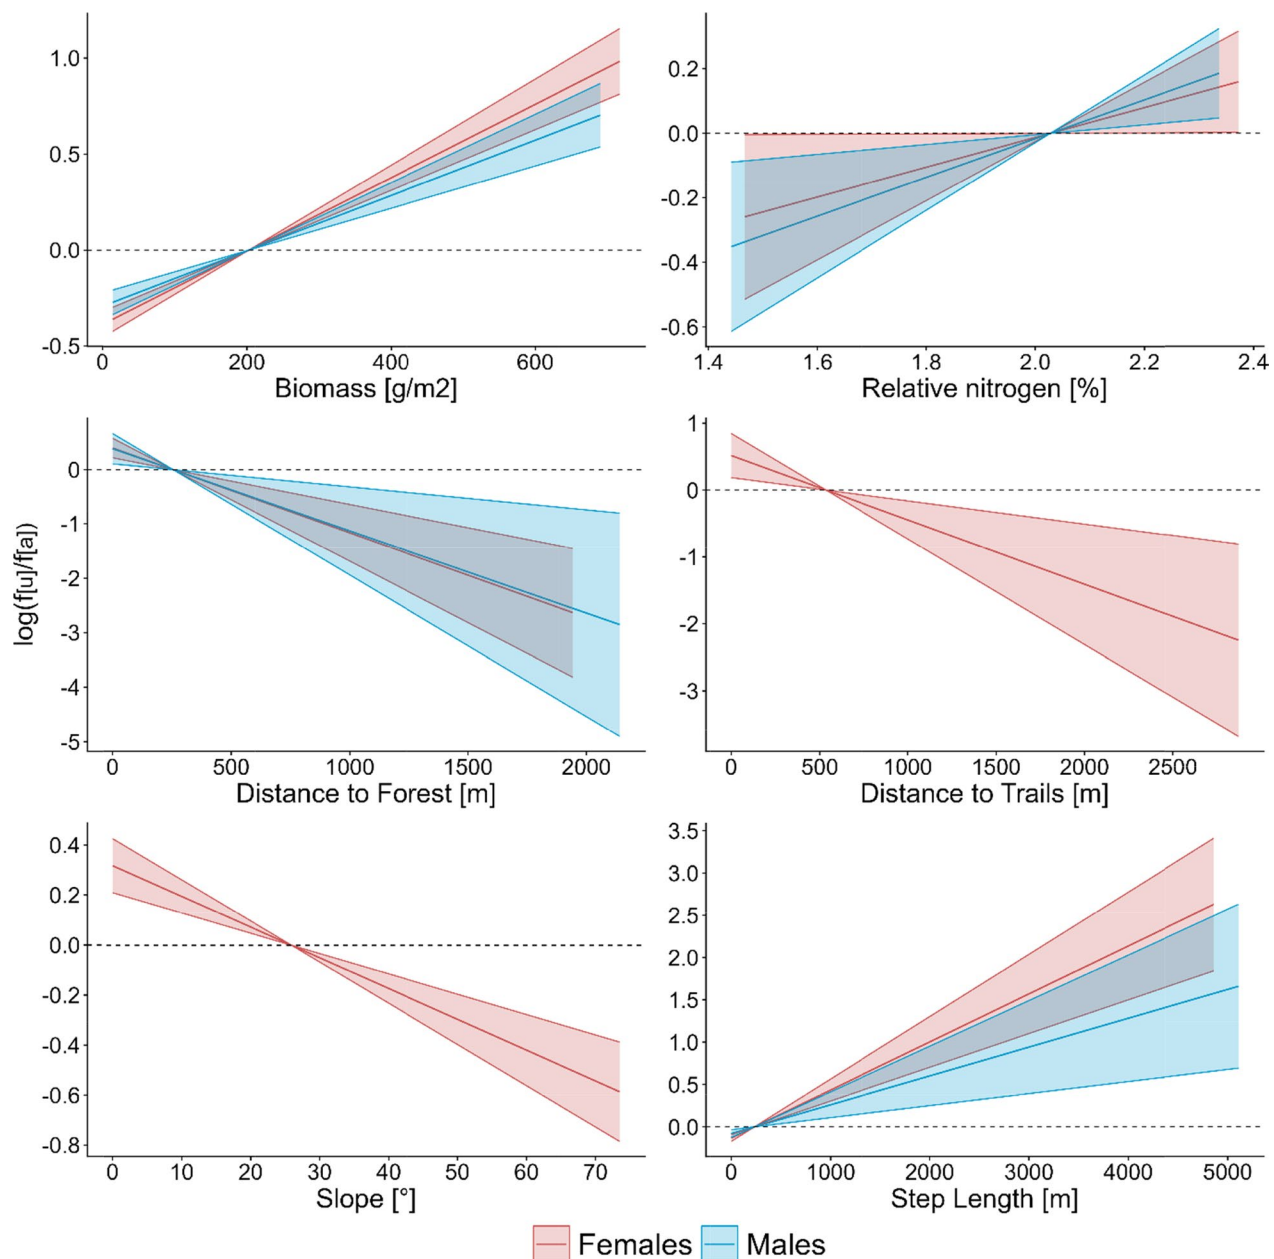 1.0
0.5
0.0
-0.5
0 200 400 600
Biomass [g/m2]
0.2
0.0
-0.2
-0.4
-0.6
1.4 1.6 1.8 2.0 2.2 2.4
Relative nitrogen [%]
log(f[u]/f[a])
0
-1
-2
-3
-4
-5
0 500 1000 1500 2000
Distance to Forest [m]
1
0
-1
-2
-3
0 500 1000 1500 2000 2500
Distance to Trails [m]
0.4
0.2
0.0
-0.2
-0.4
-0.6
-0.8
0 10 20 30 40 50 60 70
Slope [°]
3.5
3.0
2.5
2.0
1.5
1.0
0.5
0.0
0 1000 2000 3000 4000 5000
Step Length [m]
Females Males